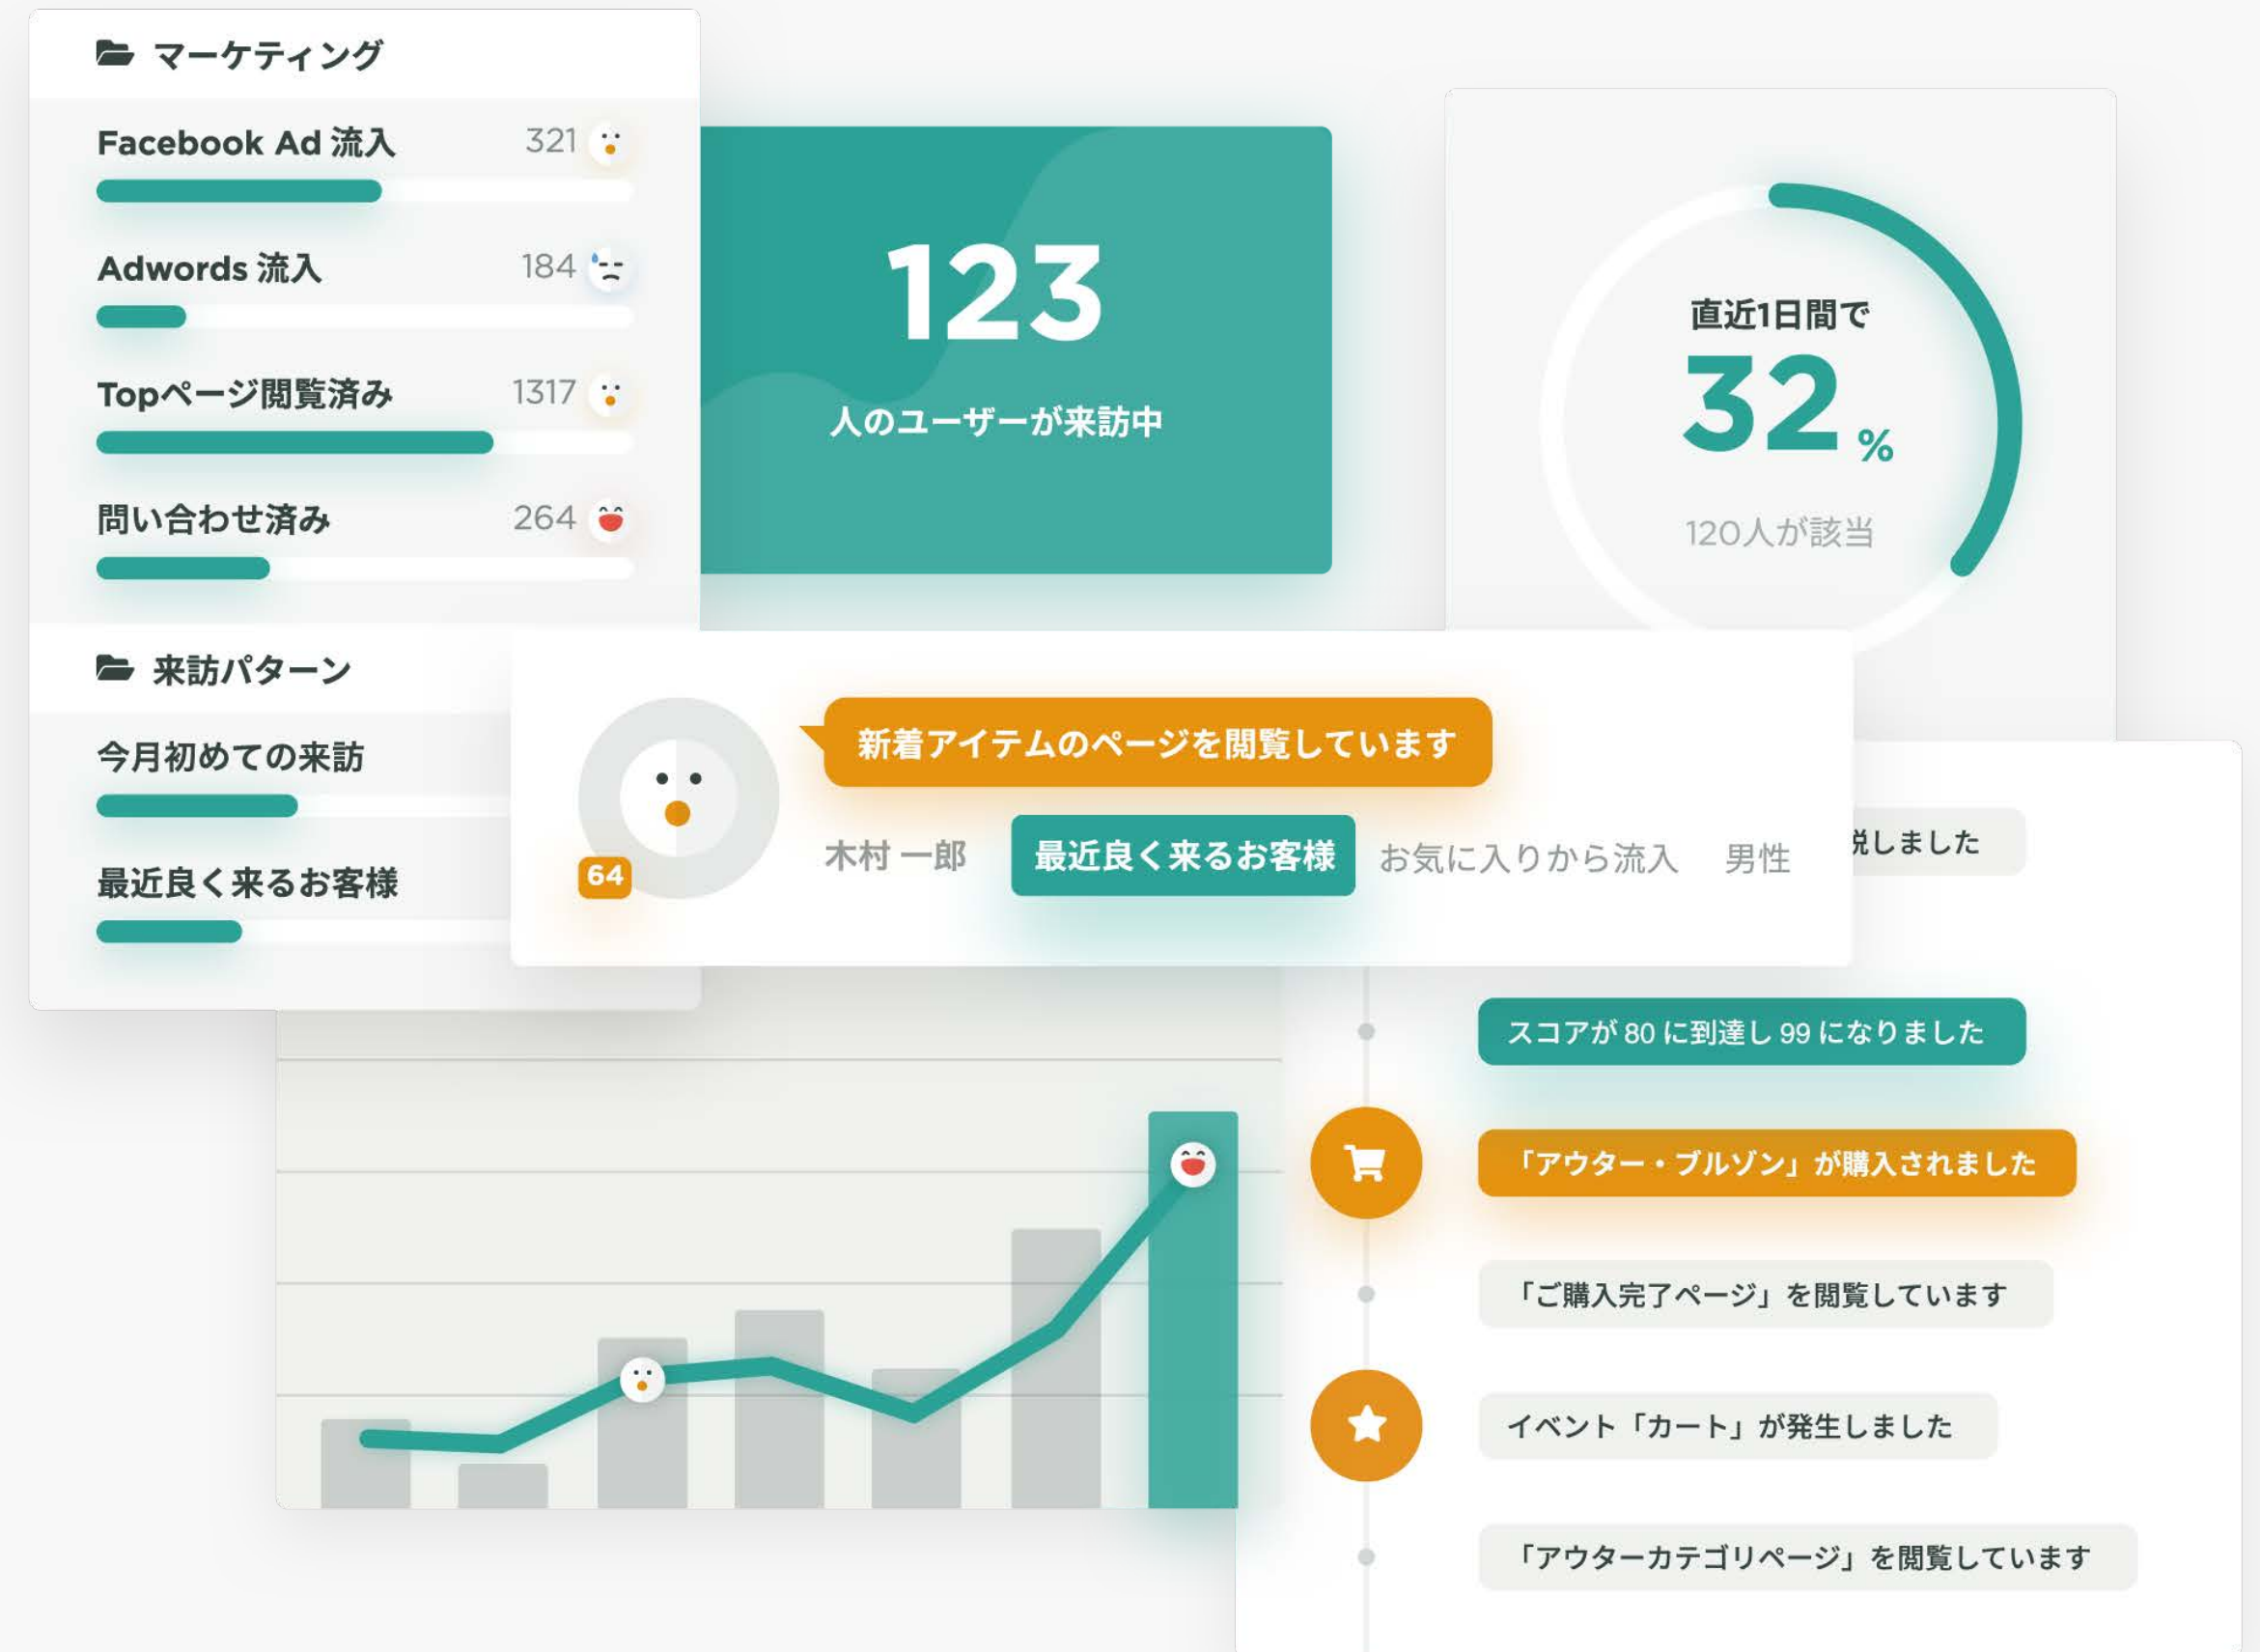 マーケティング
Facebook Ad 流入 321
Adwords 流入 184
Topページ閲覧済み 1317
問い合わせ済み 264
来訪パターン
今月初めての来訪
最近良く来るお客様
123
人のユーザーが来訪中
直近1日間で
32 %
120人が該当
新着アイテムのページを閲覧しています
64
木村 一郎 最近良く来るお客様 お気に入りから流入 男性
しました
スコアが 80 に到達し 99 になりました
「アウター・ブルゾン」が購入されました
「ご購入完了ページ」を閲覧しています
イベント「カート」が発生しました
「アウターカテゴリページ」を閲覧しています